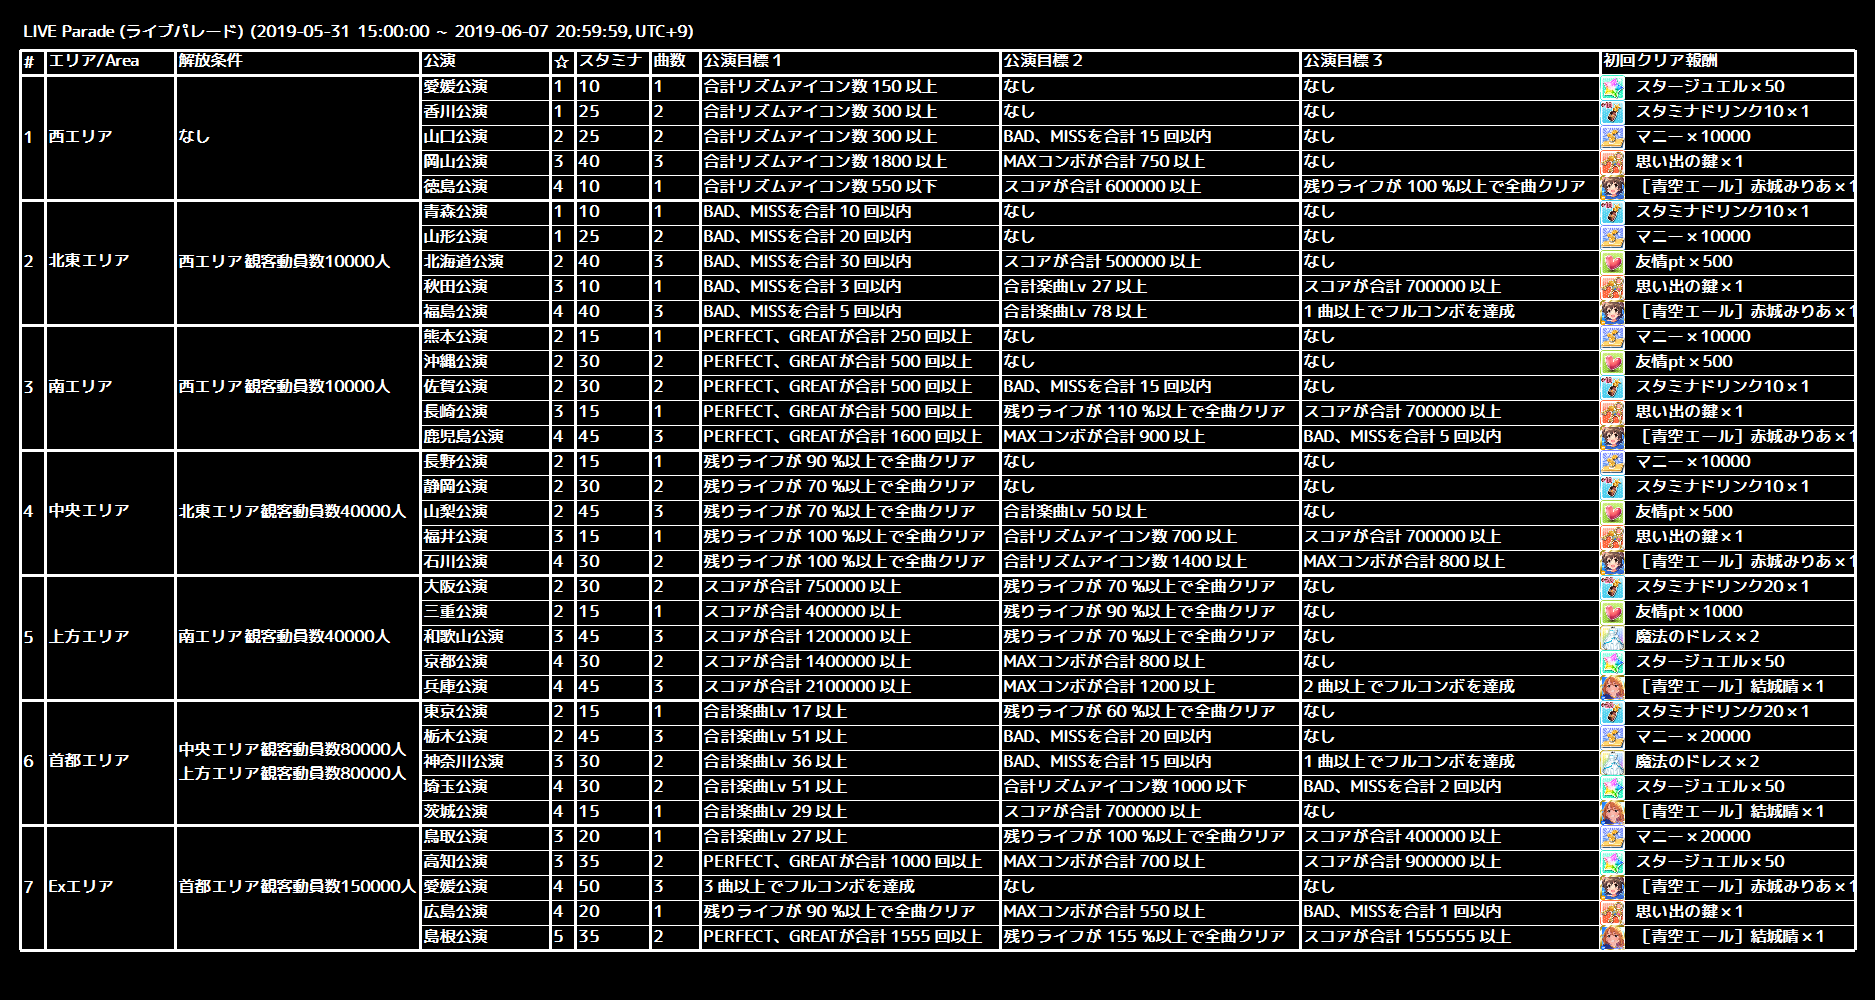 LIVE Parade (ライブパレード) (2019-05-31 15:00:00 ~ 2019-06-07 20:59:59, UTC+9)
# エリア/Area 解放条件 公演 ☆ スタミナ 曲数 公演目標1 公演目標2 公演目標3 初回クリア報酬
愛媛公演 1 10 1 合計リズムアイコン数 150 以上 なし なし スタージュエル×50
香川公演 1 25 2 合計リズムアイコン数 300 以上 なし なし スタミナドリンク10×1
1 西エリア なし 山口公演 2 25 2 合計リズムアイコン数 300 以上 BAD、MISSを合計 15 回以内 なし マニー×10000
岡山公演 3 40 3 合計リズムアイコン数 1800 以上 MAXコンボが合計 750 以上 なし 思い出の鍵×1
徳島公演 4 10 1 合計リズムアイコン数 550 以下 スコアが合計 600000 以上 残りライフが 100 %以上で全曲クリア [青空エール] 赤城みりあ×1
青森公演 1 10 1 BAD、MISSを合計 10 回以内 なし なし スタミナドリンク10×1
山形公演 1 25 2 BAD、MISSを合計 20 回以内 なし なし マニー×10000
2 北東エリア 西エリア観客動員数10000人 北海道公演 2 40 3 BAD、MISSを合計 30 回以内 スコアが合計 500000 以上 なし 友情pt×500
秋田公演 3 10 1 BAD、MISSを合計 3 回以内 合計楽曲Lv 27 以上 スコアが合計 700000 以上 思い出の鍵×1
福島公演 4 40 3 BAD、MISSを合計 5 回以内 合計楽曲Lv 78 以上 1 曲以上でフルコンボを達成 [青空エール] 赤城みりあ×1
熊本公演 2 15 1 PERFECT、GREATが合計 250 回以上 なし なし マニー×10000
沖縄公演 2 30 2 PERFECT、GREATが合計 500 回以上 なし なし 友情pt×500
3 南エリア 西エリア観客動員数10000人 佐賀公演 2 30 2 PERFECT、GREATが合計 500 回以上 BAD、MISSを合計 15 回以内 なし スタミナドリンク10×1
長崎公演 3 15 1 PERFECT、GREATが合計 500 回以上 残りライフが 110 %以上で全曲クリア スコアが合計 700000 以上 思い出の鍵×1
鹿児島公演 4 45 3 PERFECT、GREATが合計 1600 回以上 MAXコンボが合計 900 以上 BAD、MISSを合計 5 回以内 [青空エール] 赤城みりあ×1
長野公演 2 15 1 残りライフが 90 %以上で全曲クリア なし なし マニー×10000
静岡公演 2 30 2 残りライフが 70 %以上で全曲クリア なし なし スタミナドリンク10×1
4 中央エリア 北東エリア観客動員数40000人 山梨公演 2 45 3 残りライフが 70 %以上で全曲クリア 合計楽曲Lv 50 以上 なし 友情pt×500
福井公演 3 15 1 残りライフが 100 %以上で全曲クリア 合計リズムアイコン数 700 以上 スコアが合計 700000 以上 思い出の鍵×1
石川公演 4 30 2 残りライフが 100 %以上で全曲クリア 合計リズムアイコン数 1400 以上 MAXコンボが合計 800 以上 [青空エール] 赤城みりあ×1
大阪公演 2 30 2 スコアが合計 750000 以上 残りライフが 70 %以上で全曲クリア なし スタミナドリンク20×1
三重公演 2 15 1 スコアが合計 400000 以上 残りライフが 90 %以上で全曲クリア なし 友情pt×1000
5 上方エリア 南エリア観客動員数40000人 和歌山公演 3 45 3 スコアが合計 1200000 以上 残りライフが 70 %以上で全曲クリア なし 魔法のドレス×2
京都公演 4 30 2 スコアが合計 1400000 以上 MAXコンボが合計 800 以上 なし スタージュエル×50
兵庫公演 4 45 3 スコアが合計 2100000 以上 MAXコンボが合計 1200 以上 2 曲以上でフルコンボを達成 [青空エール] 結城晴×1
東京公演 2 15 1 合計楽曲Lv 17 以上 残りライフが 60 %以上で全曲クリア なし スタミナドリンク20×1
栃木公演 2 45 3 合計楽曲Lv 51 以上 BAD、MISSを合計 20 回以内 なし マニー×20000
6 首都エリア 中央エリア観客動員数80000人 上方エリア観客動員数80000人 神奈川公演 3 30 2 合計楽曲Lv 36 以上 BAD、MISSを合計 15 回以内 1 曲以上でフルコンボを達成 魔法のドレス×2
埼玉公演 4 30 2 合計楽曲Lv 51 以上 合計リズムアイコン数 1000 以下 BAD、MISSを合計 2 回以内 スタージュエル×50
茨城公演 4 15 1 合計楽曲Lv 29 以上 スコアが合計 700000 以上 なし [青空エール] 結城晴×1
鳥取公演 3 20 1 合計楽曲Lv 27 以上 残りライフが 100 %以上で全曲クリア スコアが合計 400000 以上 マニー×20000
高知公演 3 35 2 PERFECT、GREATが合計 1000 回以上 MAXコンボが合計 700 以上 スコアが合計 900000 以上 スタージュエル×50
7 Exエリア 首都エリア観客動員数150000人 愛媛公演 4 50 3 3 曲以上でフルコンボを達成 なし なし [青空エール] 赤城みりあ×1
広島公演 4 20 1 残りライフが 90 %以上で全曲クリア MAXコンボが合計 550 以上 BAD、MISSを合計 1 回以内 思い出の鍵×1
島根公演 5 35 2 PERFECT、GREATが合計 1555 回以上 残りライフが 155 %以上で全曲クリア スコアが合計 1555555 以上 [青空エール] 結城晴×1